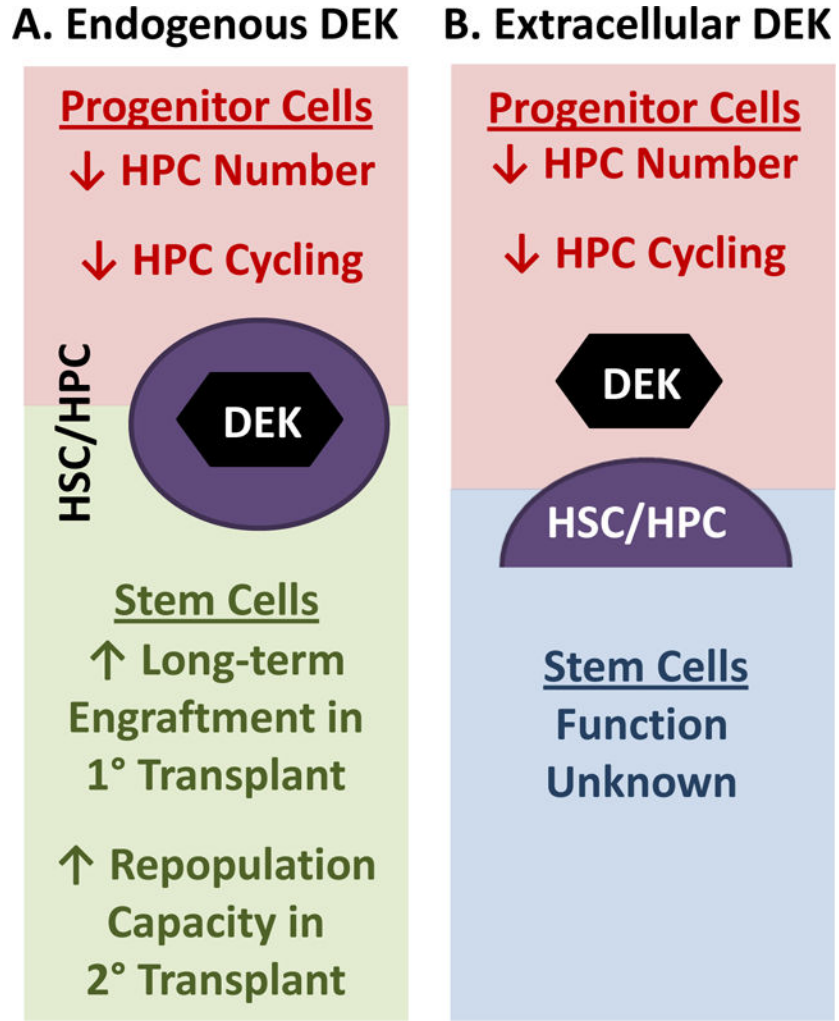 A. Endogenous DEK
Progenitor Cells
↓ HPC Number
↓ HPC Cycling
HSC/HPC
DEK
Stem Cells
↑ Long-term
Engraftment in
1° Transplant
↑ Repopulation
Capacity in
2° Transplant
B. Extracellular DEK
Progenitor Cells
↓ HPC Number
↓ HPC Cycling
DEK
HSC/HPC
Stem Cells
Function
Unknown